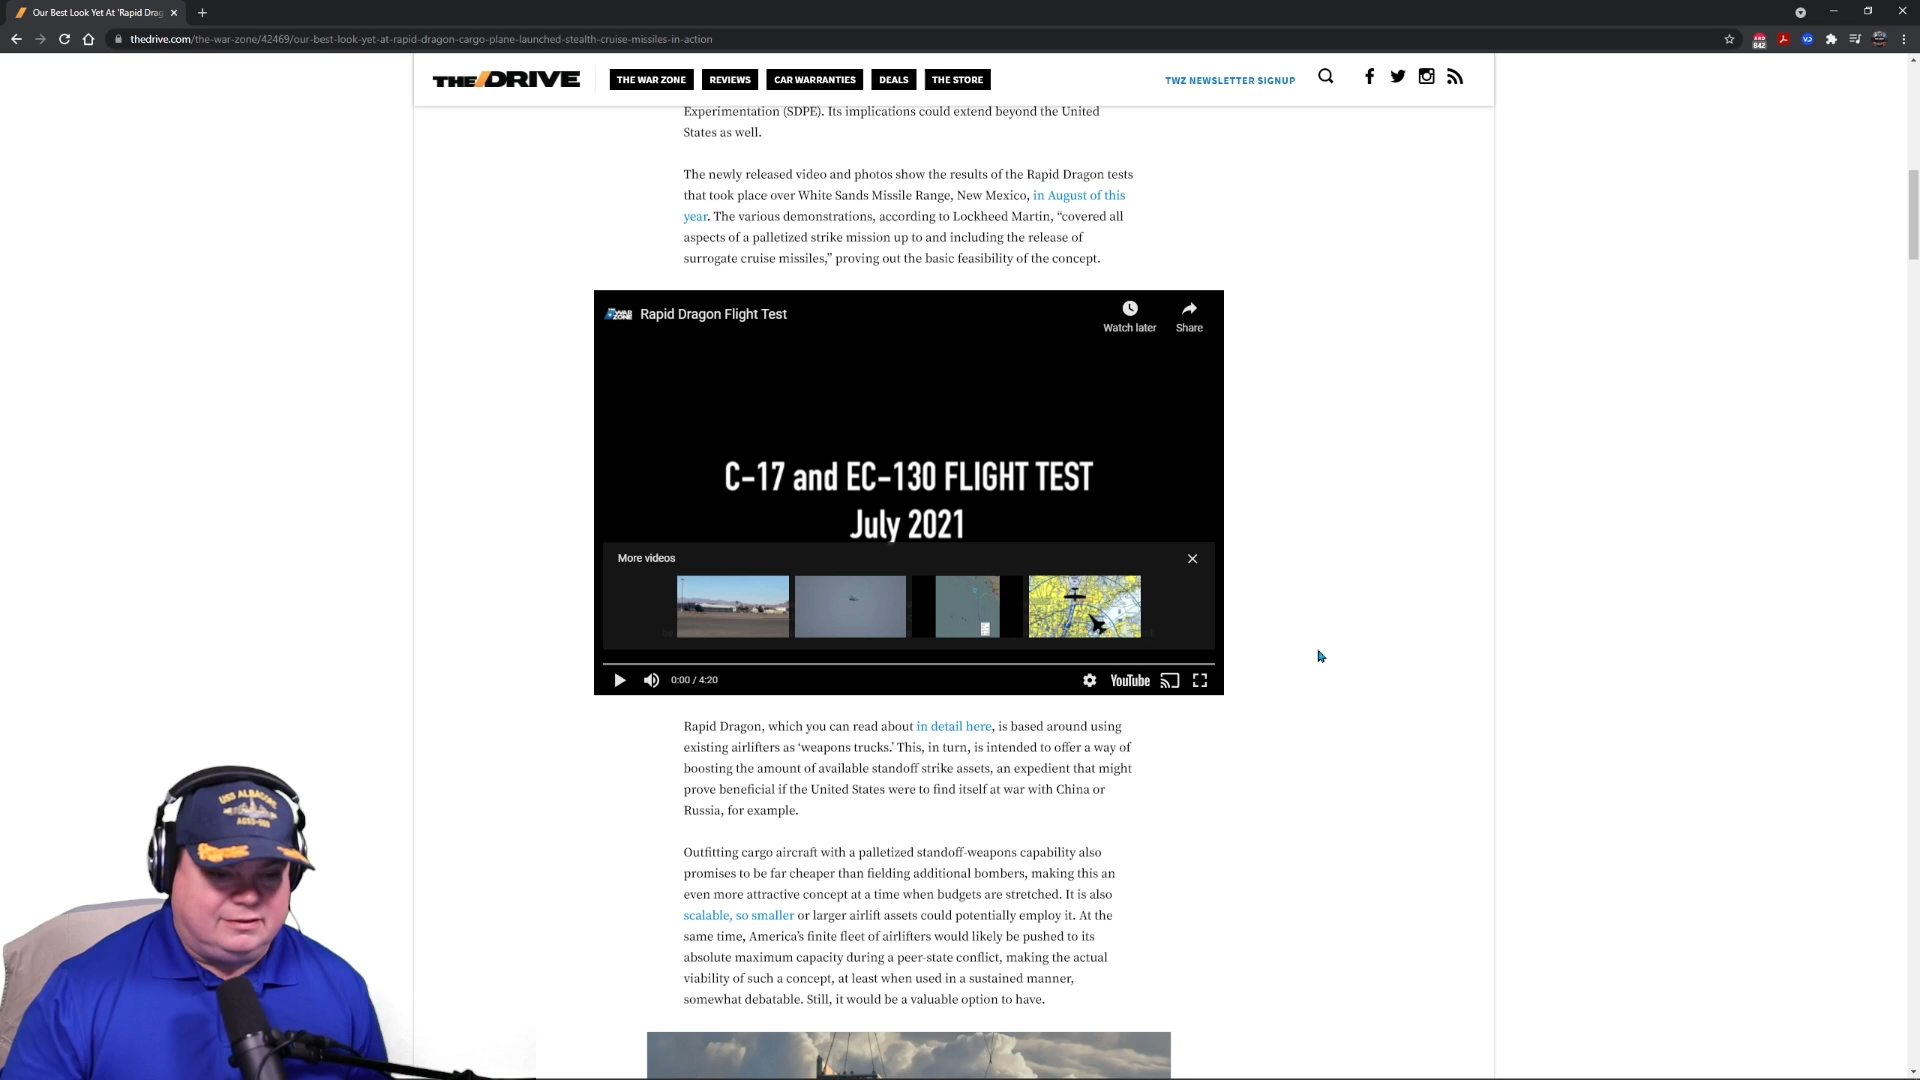 Our Best Look Yet At 'Rapid Drag
thedrive.com/the-war-zone/42469/our-best-look-yet-at-rapid-dragon-cargo-plane-launched-stealth-cruise-missiles-in-action
842
THE/DRIVE
THE WAR ZONE
REVIEWS
CAR WARRANTIES
DEALS
THE STORE
TWZ NEWSLETTER SIGNUP
Experimentation (SDPE). Its implications could extend beyond the United
States as well.
The newly released video and photos show the results of the Rapid Dragon tests
that took place over White Sands Missile Range, New Mexico, in August of this
year. The various demonstrations, according to Lockheed Martin, “covered all
aspects of a palletized strike mission up to and including the release of
surrogate cruise missiles,” proving out the basic feasibility of the concept.
WAR ZONE
Rapid Dragon Flight Test
Watch later
Share
C-17 and EC-130 FLIGHT TEST
July 2021
More videos
0:00 / 4:20
YouTube
Rapid Dragon, which you can read about in detail here, is based around using
existing airlifters as ‘weapons trucks.’ This, in turn, is intended to offer a way of
boosting the amount of available standoff strike assets, an expedient that might
prove beneficial if the United States were to find itself at war with China or
Russia, for example.
Outfitting cargo aircraft with a palletized standoff-weapons capability also
promises to be far cheaper than fielding additional bombers, making this an
even more attractive concept at a time when budgets are stretched. It is also
scalable, so smaller or larger airlift assets could potentially employ it. At the
same time, America’s finite fleet of airlifters would likely be pushed to its
absolute maximum capacity during a peer-state conflict, making the actual
viability of such a concept, at least when used in a sustained manner,
somewhat debatable. Still, it would be a valuable option to have.
USS ALBACORE
AGSS-569